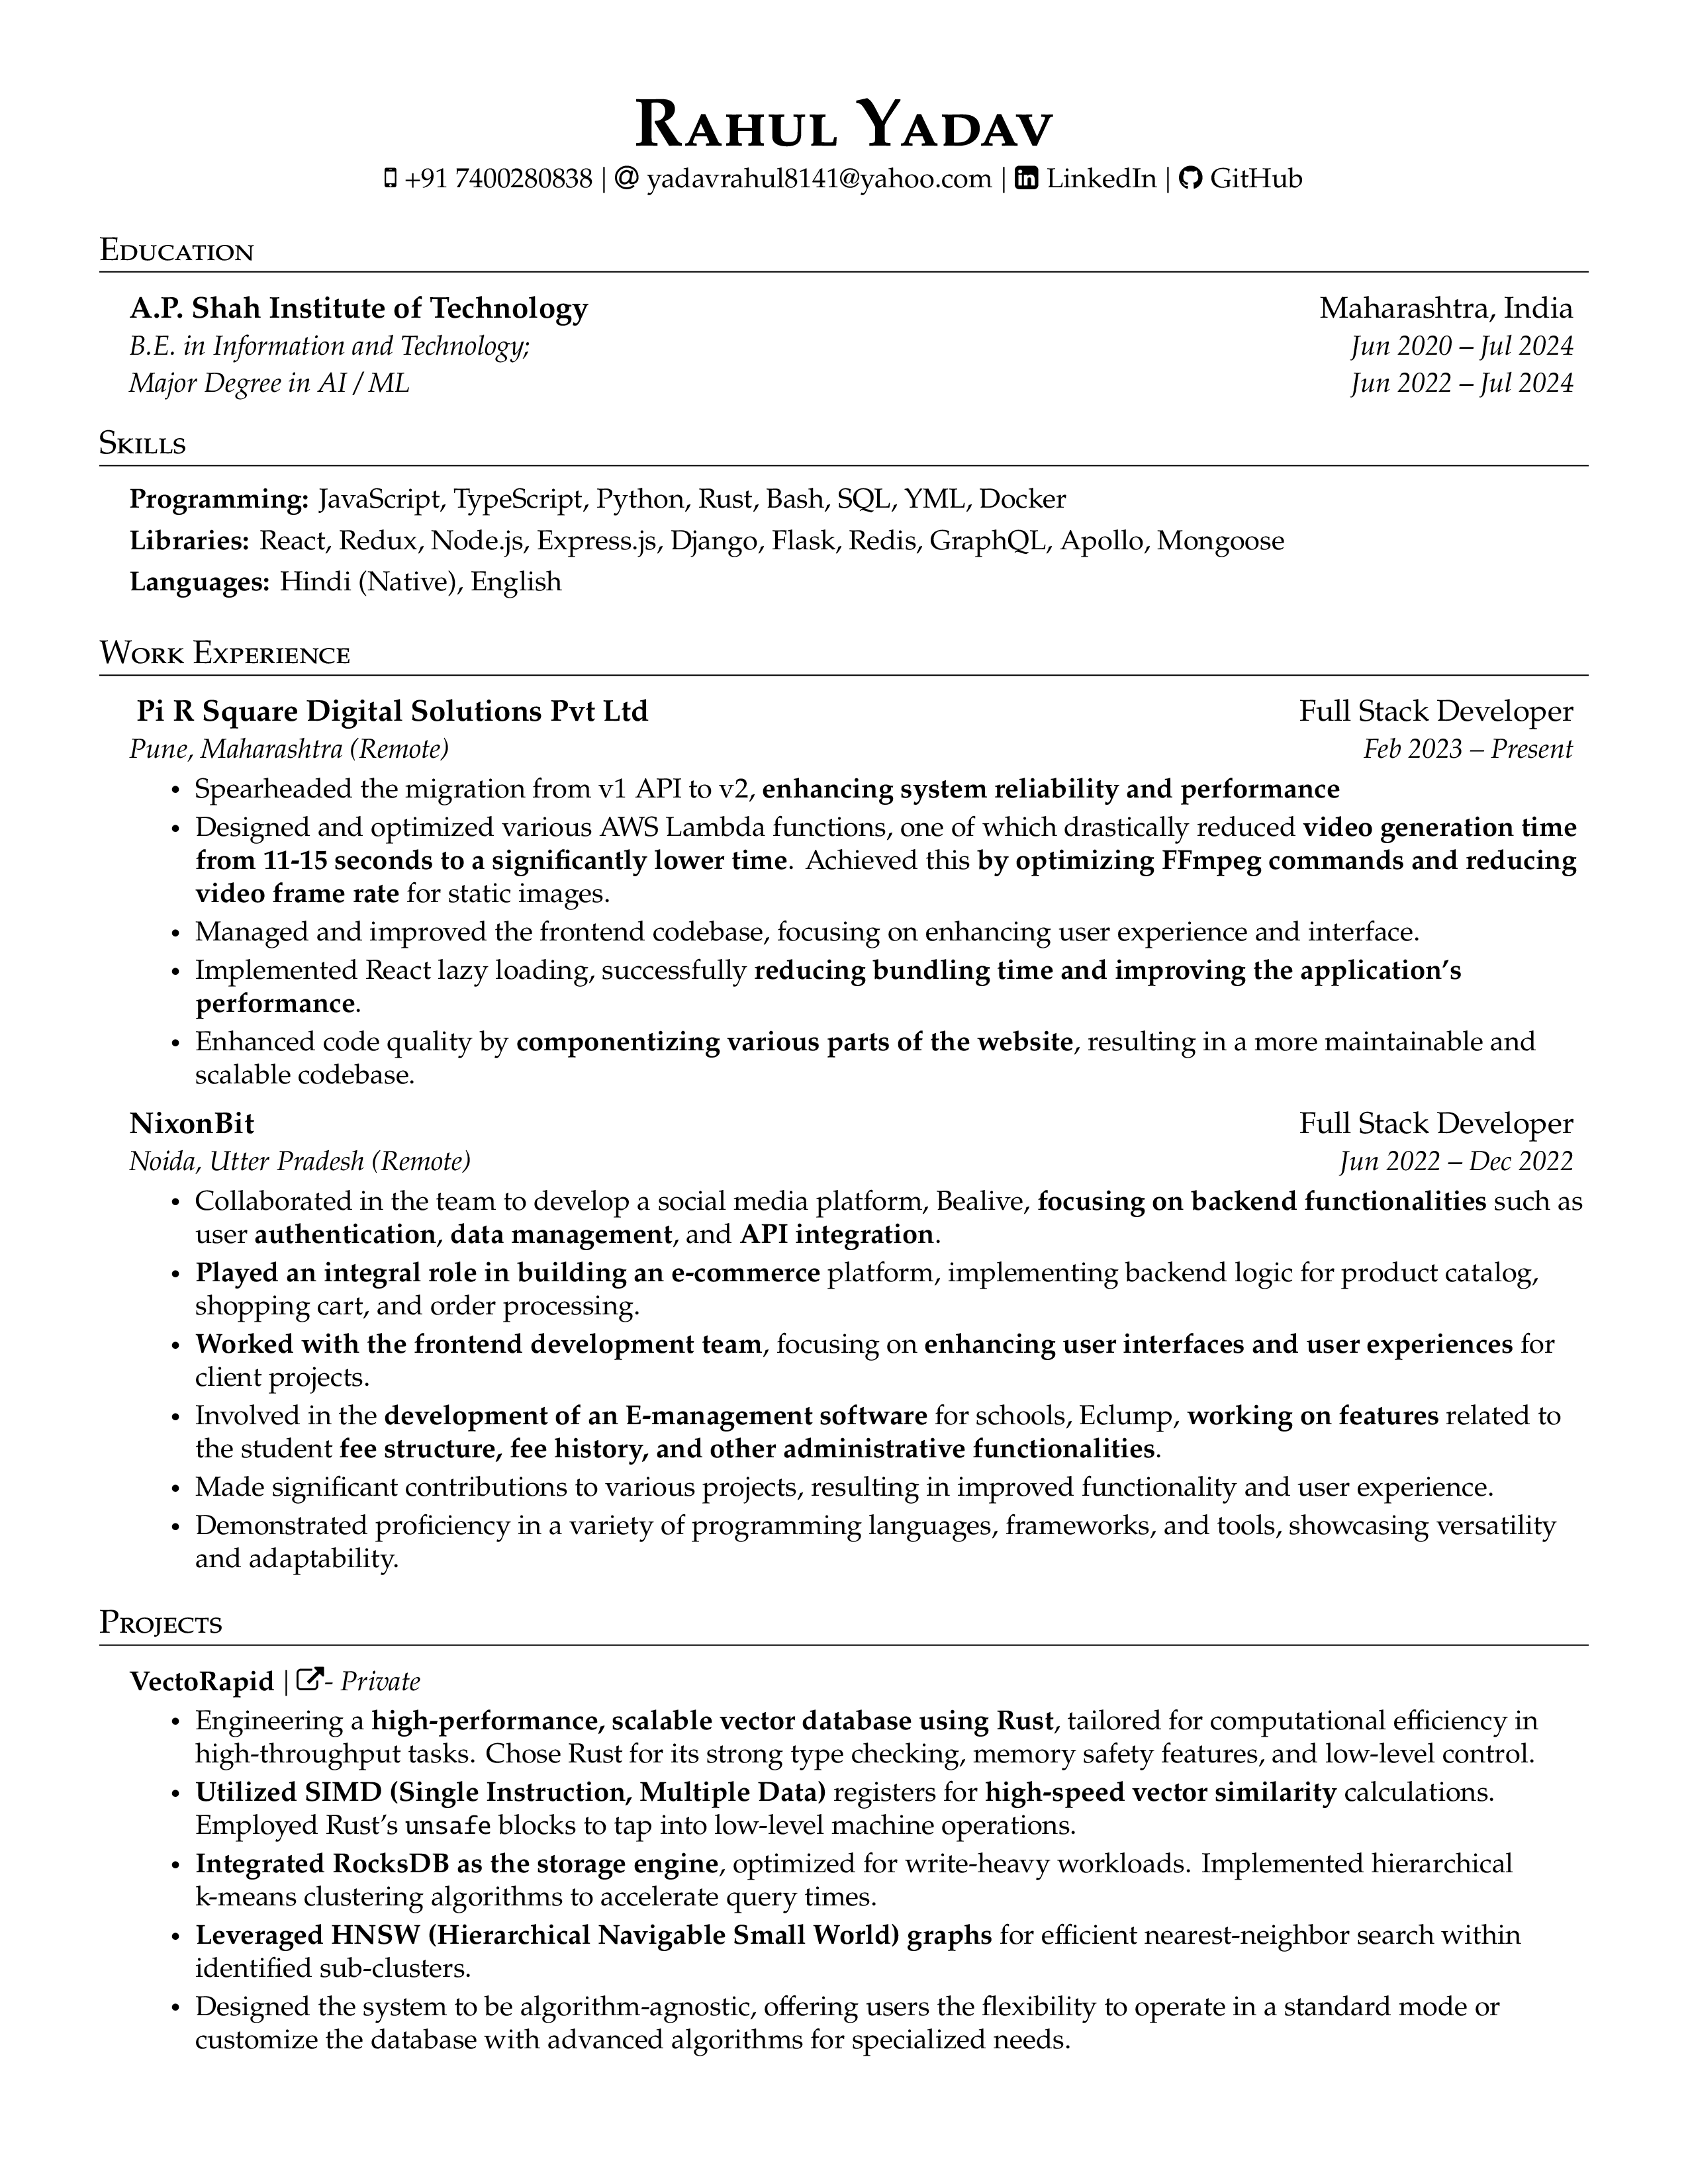 Rahul Yadav
+91 7400280838 | yadavrahul8141@yahoo.com | LinkedIn | GitHub
Education
A.P. Shah Institute of Technology Maharashtra, India
B.E. in Information and Technology; Jun 2020 – Jul 2024
Major Degree in AI / ML Jun 2022 – Jul 2024
Skills
Programming: JavaScript, TypeScript, Python, Rust, Bash, SQL, YML, Docker
Libraries: React, Redux, Node.js, Express.js, Django, Flask, Redis, GraphQL, Apollo, Mongoose
Languages: Hindi (Native), English
Work Experience
Pi R Square Digital Solutions Pvt Ltd Full Stack Developer
Pune, Maharashtra (Remote) Feb 2023 – Present
• Spearheaded the migration from v1 API to v2, enhancing system reliability and performance
• Designed and optimized various AWS Lambda functions, one of which drastically reduced video generation time
from 11-15 seconds to a significantly lower time. Achieved this by optimizing FFmpeg commands and reducing
video frame rate for static images.
• Managed and improved the frontend codebase, focusing on enhancing user experience and interface.
• Implemented React lazy loading, successfully reducing bundling time and improving the application's
performance.
• Enhanced code quality by componentizing various parts of the website, resulting in a more maintainable and
scalable codebase.
NixonBit Full Stack Developer
Noida, Utter Pradesh (Remote) Jun 2022 – Dec 2022
• Collaborated in the team to develop a social media platform, Bealive, focusing on backend functionalities such as
user authentication, data management, and API integration.
• Played an integral role in building an e-commerce platform, implementing backend logic for product catalog,
shopping cart, and order processing.
• Worked with the frontend development team, focusing on enhancing user interfaces and user experiences for
client projects.
• Involved in the development of an E-management software for schools, Eclump, working on features related to
the student fee structure, fee history, and other administrative functionalities.
• Made significant contributions to various projects, resulting in improved functionality and user experience.
• Demonstrated proficiency in a variety of programming languages, frameworks, and tools, showcasing versatility
and adaptability.
Projects
VectoRapid | - Private
• Engineering a high-performance, scalable vector database using Rust, tailored for computational efficiency in
high-throughput tasks. Chose Rust for its strong type checking, memory safety features, and low-level control.
• Utilized SIMD (Single Instruction, Multiple Data) registers for high-speed vector similarity calculations.
Employed Rust's unsafe blocks to tap into low-level machine operations.
• Integrated RocksDB as the storage engine, optimized for write-heavy workloads. Implemented hierarchical
k-means clustering algorithms to accelerate query times.
• Leveraged HNSW (Hierarchical Navigable Small World) graphs for efficient nearest-neighbor search within
identified sub-clusters.
• Designed the system to be algorithm-agnostic, offering users the flexibility to operate in a standard mode or
customize the database with advanced algorithms for specialized needs.